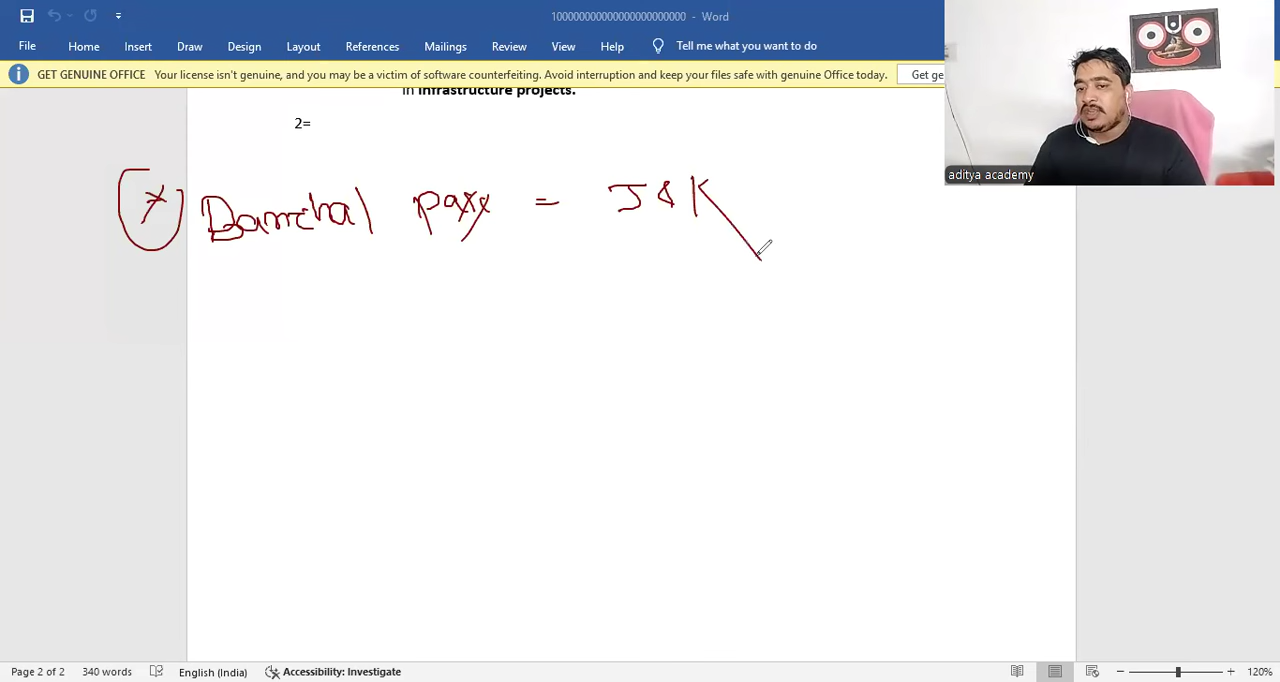 100000000000000000000000 - Word
File Home Insert Draw Design Layout References Mailings Review View Help Tell me what you want to do
GET GENUINE OFFICE Your license isn't genuine, and you may be a victim of software counterfeiting. Avoid interruption and keep your files safe with genuine Office today. Get ge
in infrastructure projects.
2=
pass = J & K
aditya academy
Page 2 of 2 340 words English (India) Accessibility: Investigate 120%